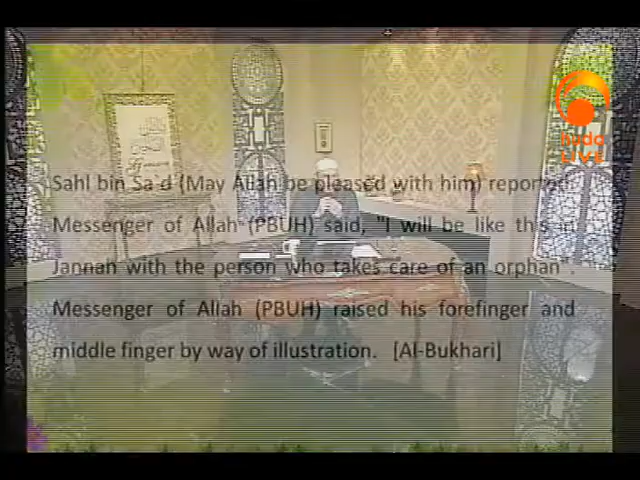 Huda
LIVE
Sahl bin Sa`d (May Allah be pleased with him) reported:
Messenger of Allah (PBUH) said, "I will be like this in
Jannah with the person who takes care of an orphan".
Messenger of Allah (PBUH) raised his forefinger and
middle finger by way of illustration. [Al-Bukhari]